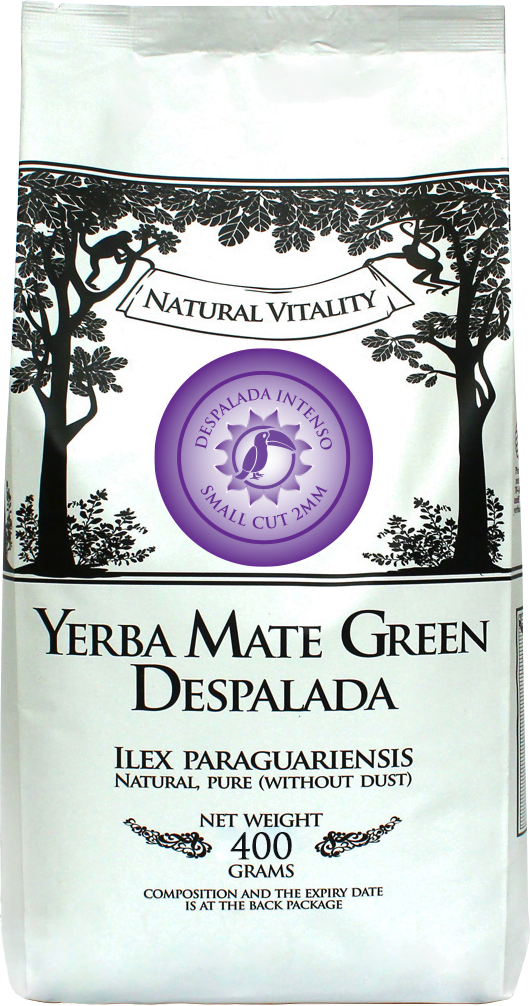 NATURAL VITALITY
DESPALADA INTENSO
SMALL CUT 2MM
YERBA MATE GREEN
DESPALADA
ILEX PARAGUARIENSIS
NATURAL, PURE (WITHOUT DUST)
NET WEIGHT
400
GRAMS
COMPOSITION AND THE EXPIRY DATE
IS AT THE BACK PACKAGE